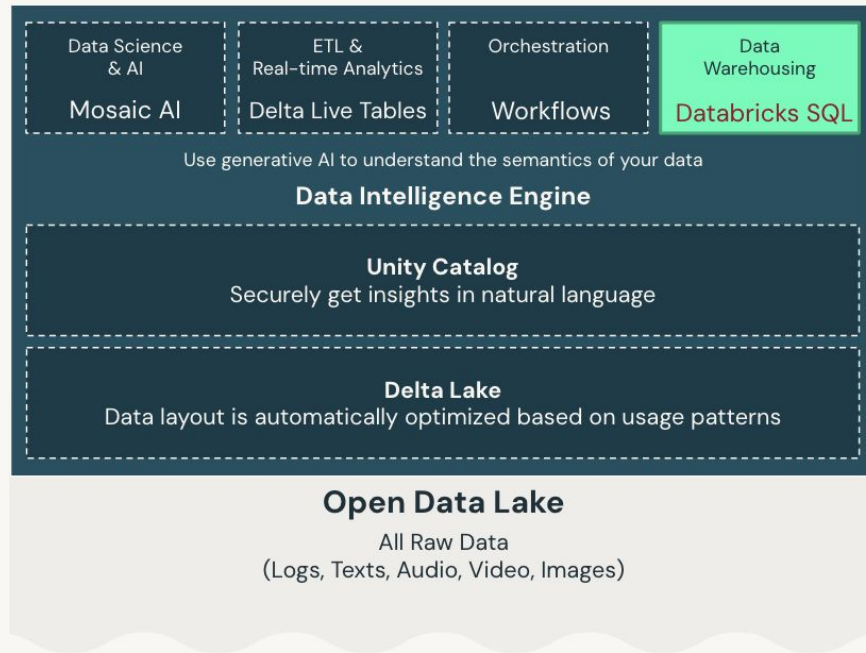 Data Science
& AI
Mosaic AI
ETL &
Real-time Analytics
Delta Live Tables
Orchestration
Workflows
Data
Warehousing
Databricks SQL
Use generative AI to understand the semantics of your data
Data Intelligence Engine
Unity Catalog
Securely get insights in natural language
Delta Lake
Data layout is automatically optimized based on usage patterns
Open Data Lake
All Raw Data
(Logs, Texts, Audio, Video, Images)